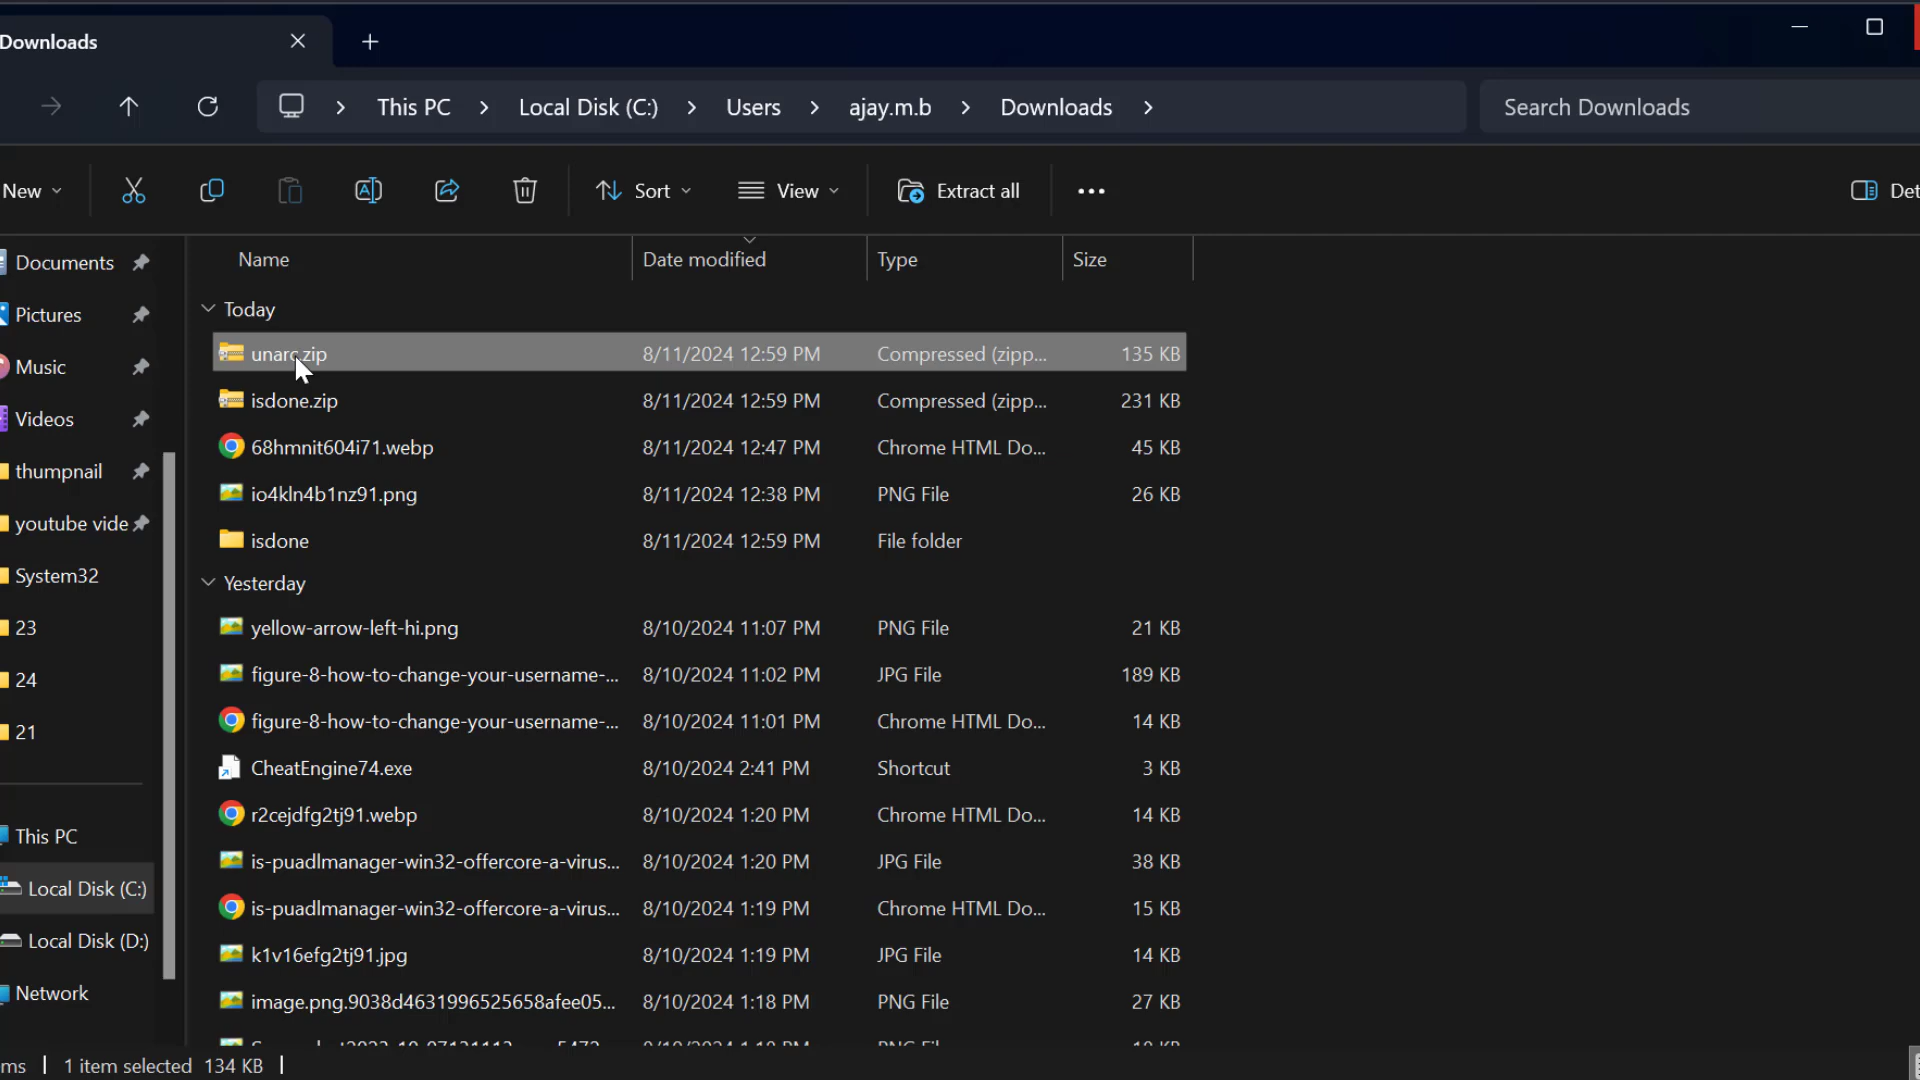 Downloads
This PC > Local Disk (C:) > Users > ajay.m.b > Downloads >
Search Downloads
New
Sort
View
Extract all
Det
Name Date modified Type Size
Documents
Pictures
Music
Videos
thumpnail
youtube vide
System32
23
24
21
This PC
Local Disk (C:)
Local Disk (D:)
Network
Today
unarc.zip 8/11/2024 12:59 PM Compressed (zipp... 135 KB
isdone.zip 8/11/2024 12:59 PM Compressed (zipp... 231 KB
68hmnit604i71.webp 8/11/2024 12:47 PM Chrome HTML Do... 45 KB
io4kln4b1nz91.png 8/11/2024 12:38 PM PNG File 26 KB
isdone 8/11/2024 12:59 PM File folder
Yesterday
yellow-arrow-left-hi.png 8/10/2024 11:07 PM PNG File 21 KB
figure-8-how-to-change-your-username-... 8/10/2024 11:02 PM JPG File 189 KB
figure-8-how-to-change-your-username-... 8/10/2024 11:01 PM Chrome HTML Do... 14 KB
CheatEngine74.exe 8/10/2024 2:41 PM Shortcut 3 KB
r2cejdfg2tj91.webp 8/10/2024 1:20 PM Chrome HTML Do... 14 KB
is-puadlmanager-win32-offercore-a-virus... 8/10/2024 1:20 PM JPG File 38 KB
is-puadlmanager-win32-offercore-a-virus... 8/10/2024 1:19 PM Chrome HTML Do... 15 KB
k1v16efg2tj91.jpg 8/10/2024 1:19 PM JPG File 14 KB
image.png.9038d4631996525658afee05... 8/10/2024 1:18 PM PNG File 27 KB
ms 1 item selected 134 KB